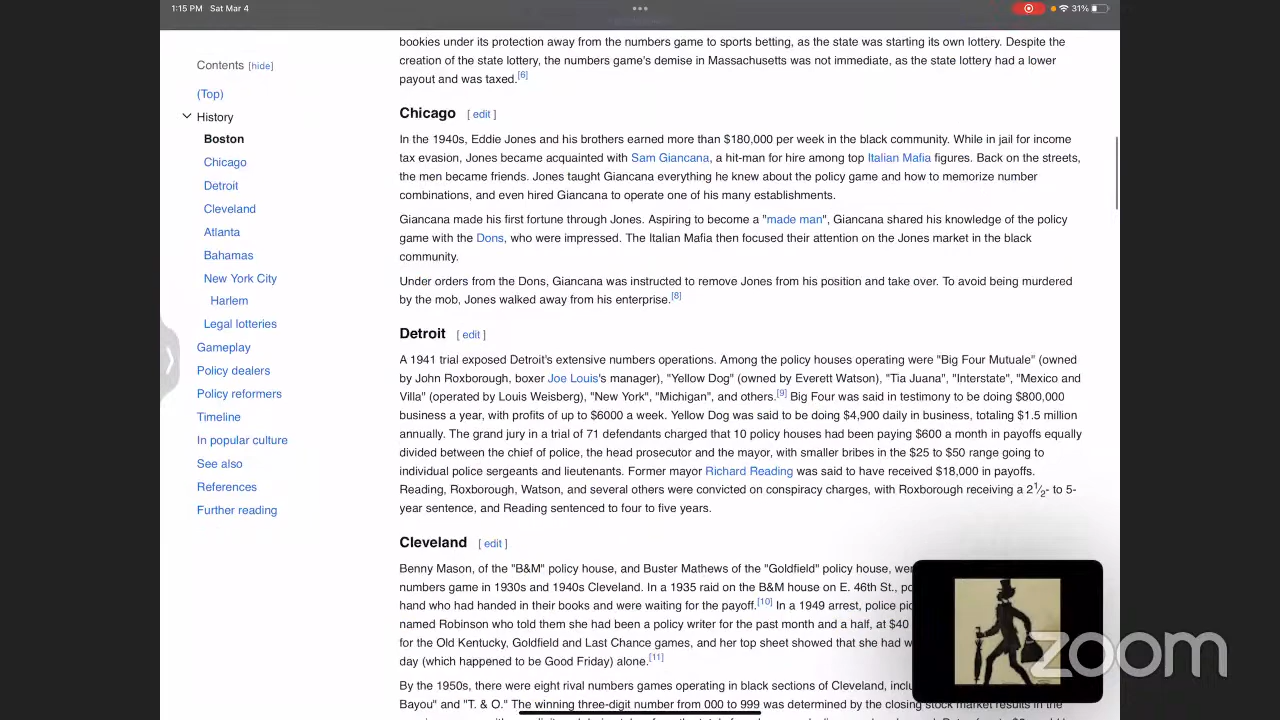 1:15 PM Sat Mar 4
31%
Contents [hide]
(Top)
History
Boston
Chicago
Detroit
Cleveland
Atlanta
Bahamas
New York City
Harlem
Legal lotteries
Gameplay
Policy dealers
Policy reformers
Timeline
In popular culture
See also
References
Further reading
bookies under its protection away from the numbers game to sports betting, as the state was starting its own lottery. Despite the
creation of the state lottery, the numbers game's demise in Massachusetts was not immediate, as the state lottery had a lower
payout and was taxed.[6]
Chicago [ edit ]
In the 1940s, Eddie Jones and his brothers earned more than $180,000 per week in the black community. While in jail for income
tax evasion, Jones became acquainted with Sam Giancana, a hit-man for hire among top Italian Mafia figures. Back on the streets,
the men became friends. Jones taught Giancana everything he knew about the policy game and how to memorize number
combinations, and even hired Giancana to operate one of his many establishments.
Giancana made his first fortune through Jones. Aspiring to become a "made man", Giancana shared his knowledge of the policy
game with the Dons, who were impressed. The Italian Mafia then focused their attention on the Jones market in the black
community.
Under orders from the Dons, Giancana was instructed to remove Jones from his position and take over. To avoid being murdered
by the mob, Jones walked away from his enterprise.[8]
Detroit [ edit ]
A 1941 trial exposed Detroit's extensive numbers operations. Among the policy houses operating were "Big Four Mutuale" (owned
by John Roxborough, boxer Joe Louis's manager), "Yellow Dog" (owned by Everett Watson), "Tia Juana", "Interstate", "Mexico and
Villa" (operated by Louis Weisberg), "New York", "Michigan", and others.[9] Big Four was said in testimony to be doing $800,000
business a year, with profits of up to $6000 a week. Yellow Dog was said to be doing $4,900 daily in business, totaling $1.5 million
annually. The grand jury in a trial of 71 defendants charged that 10 policy houses had been paying $600 a month in payoffs equally
divided between the chief of police, the head prosecutor and the mayor, with smaller bribes in the $25 to $50 range going to
individual police sergeants and lieutenants. Former mayor Richard Reading was said to have received $18,000 in payoffs.
Reading, Roxborough, Watson, and several others were convicted on conspiracy charges, with Roxborough receiving a 2 1/2- to 5-
year sentence, and Reading sentenced to four to five years.
Cleveland [ edit ]
Benny Mason, of the "B&M" policy house, and Buster Mathews of the "Goldfield" policy house, wer
numbers game in 1930s and 1940s Cleveland. In a 1935 raid on the B&M house on E. 46th St., po
hand who had handed in their books and were waiting for the payoff.[10] In a 1949 arrest, police pic
named Robinson who told them she had been a policy writer for the past month and a half, at $40
for the Old Kentucky, Goldfield and Last Chance games, and her top sheet showed that she had w
day (which happened to be Good Friday) alone.[11]
By the 1950s, there were eight rival numbers games operating in black sections of Cleveland, inclu
Bayou" and "T. & O." The winning three-digit number from 000 to 999 was determined by the closing stock market results in the
zoom